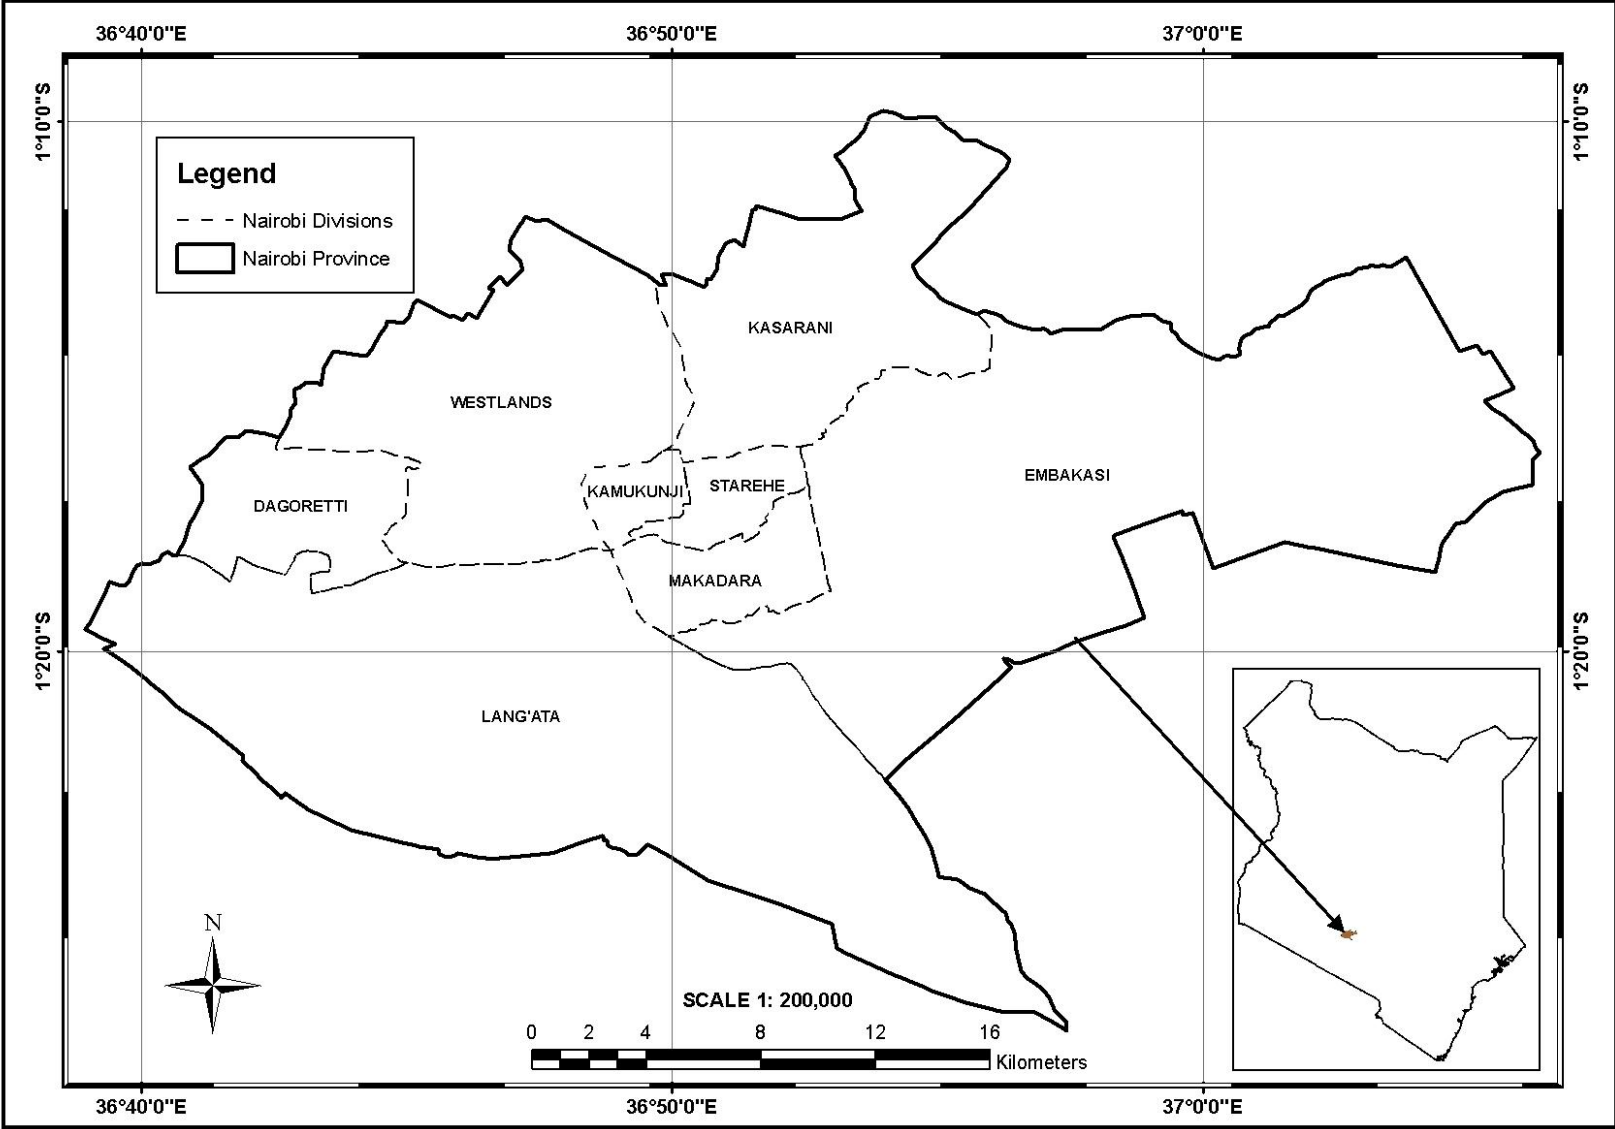 36°40'0"E 36°50'0"E 37°0'0"E
1°10'0"S 1°10'0"S
Legend
Nairobi Divisions
Nairobi Province
KASARANI
WESTLANDS
EMBAKASI
DAGORETTI
KAMUKUNJI
STAREHE
MAKADARA
1°20'0"S 1°20'0"S
LANG'ATA
N
SCALE 1: 200,000
0 2 4 8 12 16
Kilometers
36°40'0"E 36°50'0"E 37°0'0"E